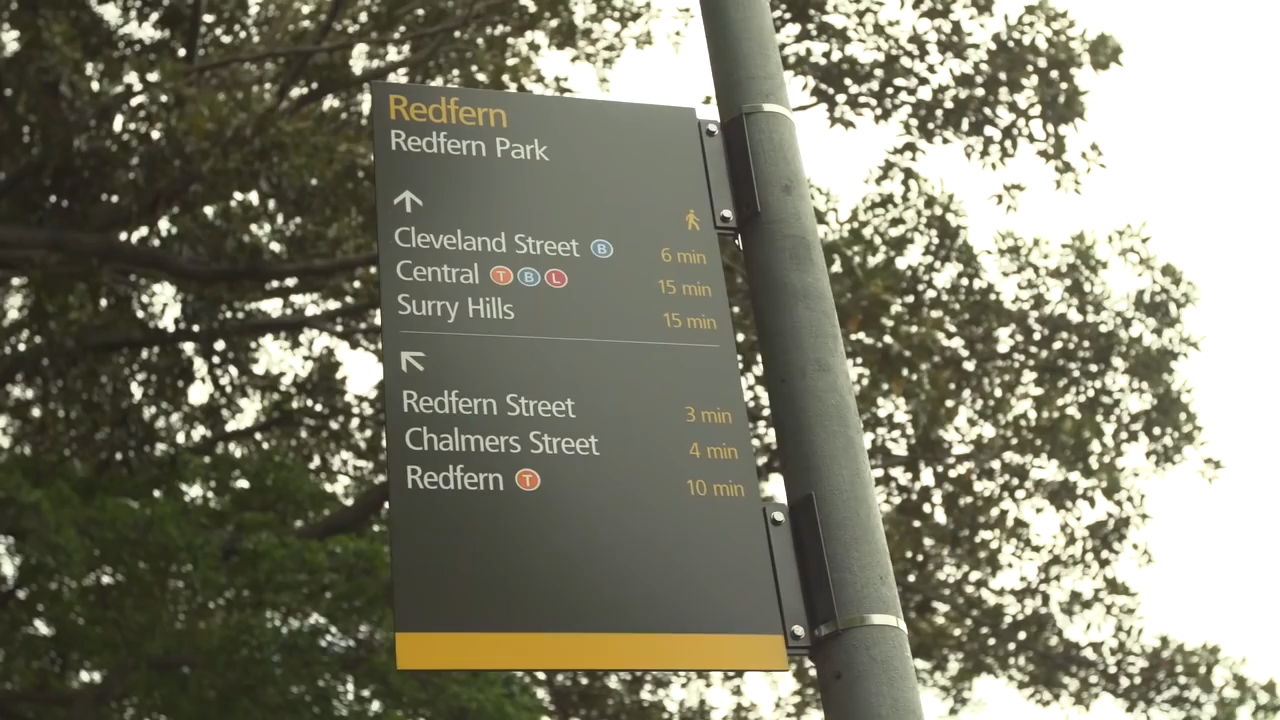 Redfern
Redfern Park
Cleveland Street B 6 min
Central T B L 15 min
Surry Hills 15 min
Redfern Street 3 min
Chalmers Street 4 min
Redfern T 10 min